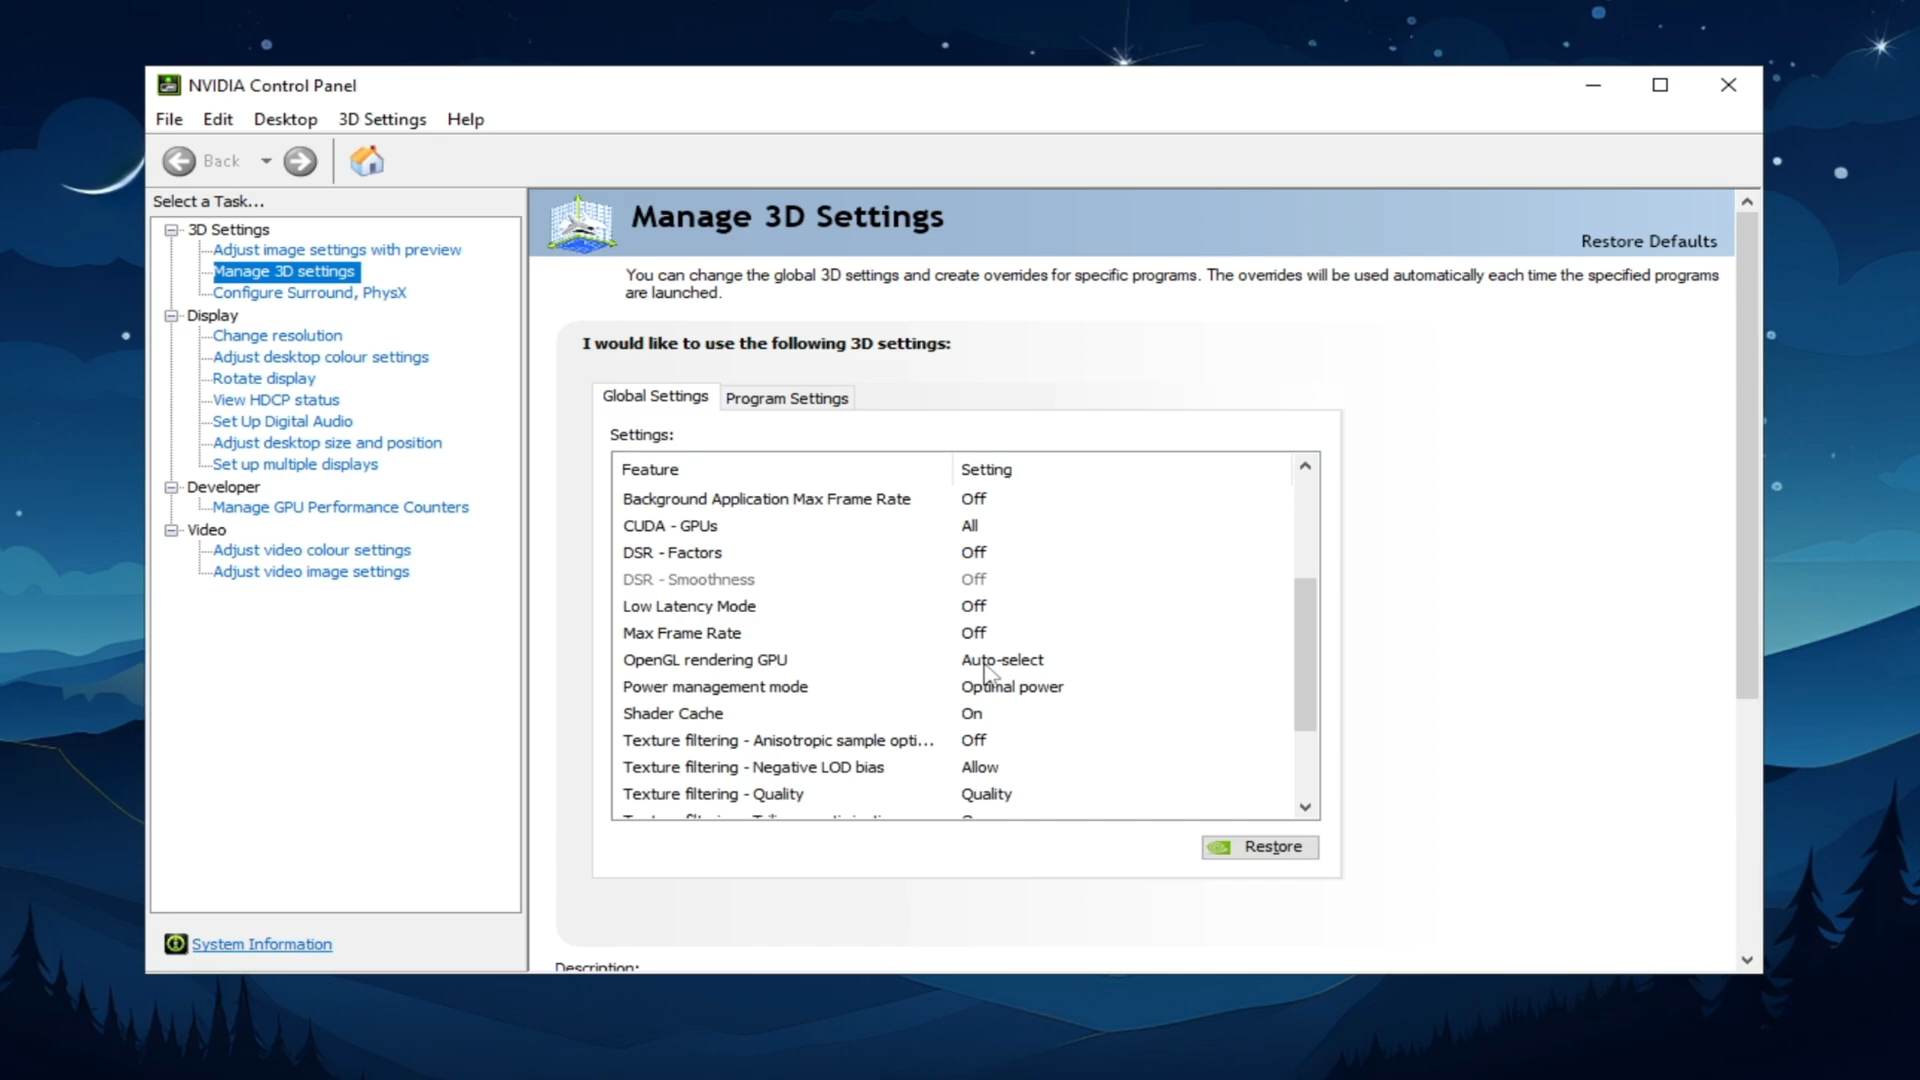 NVIDIA Control Panel
File Edit Desktop 3D Settings Help
Back
Select a Task...
3D Settings
Adjust image settings with preview
Manage 3D settings
Configure Surround, PhysX
Display
Change resolution
Adjust desktop colour settings
Rotate display
View HDCP status
Set Up Digital Audio
Adjust desktop size and position
Set up multiple displays
Developer
Manage GPU Performance Counters
Video
Adjust video colour settings
Adjust video image settings
System Information
Manage 3D Settings
Restore Defaults
You can change the global 3D settings and create overrides for specific programs. The overrides will be used automatically each time the specified programs
are launched.
I would like to use the following 3D settings:
Global Settings Program Settings
Settings:
Feature Setting
Background Application Max Frame Rate Off
CUDA - GPUs All
DSR - Factors Off
DSR - Smoothness Off
Low Latency Mode Off
Max Frame Rate Off
OpenGL rendering GPU Auto-select
Power management mode Optimal power
Shader Cache On
Texture filtering - Anisotropic sample opti... Off
Texture filtering - Negative LOD bias Allow
Texture filtering - Quality Quality
Restore
Description: